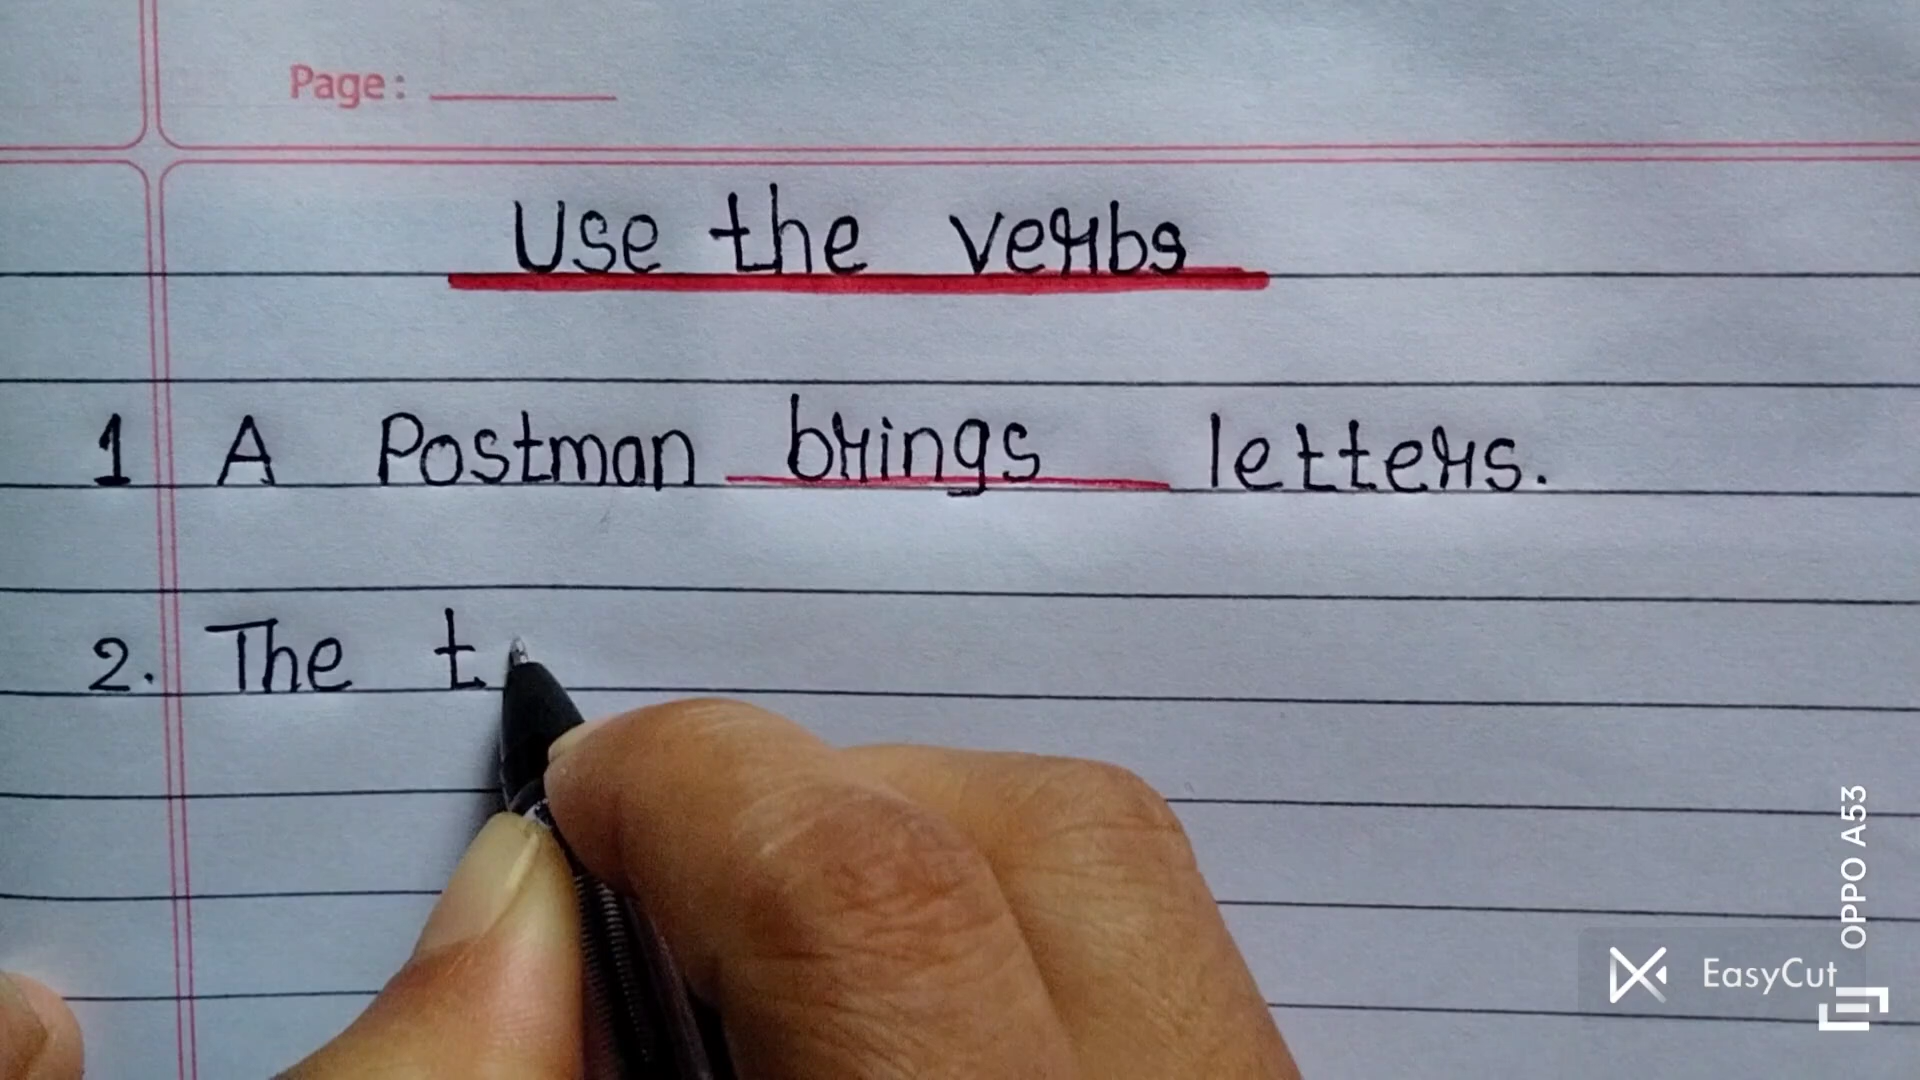 Page:
Use the verbs
1 A Postman brings letters.
2. The t
OPPO A53
EasyCut